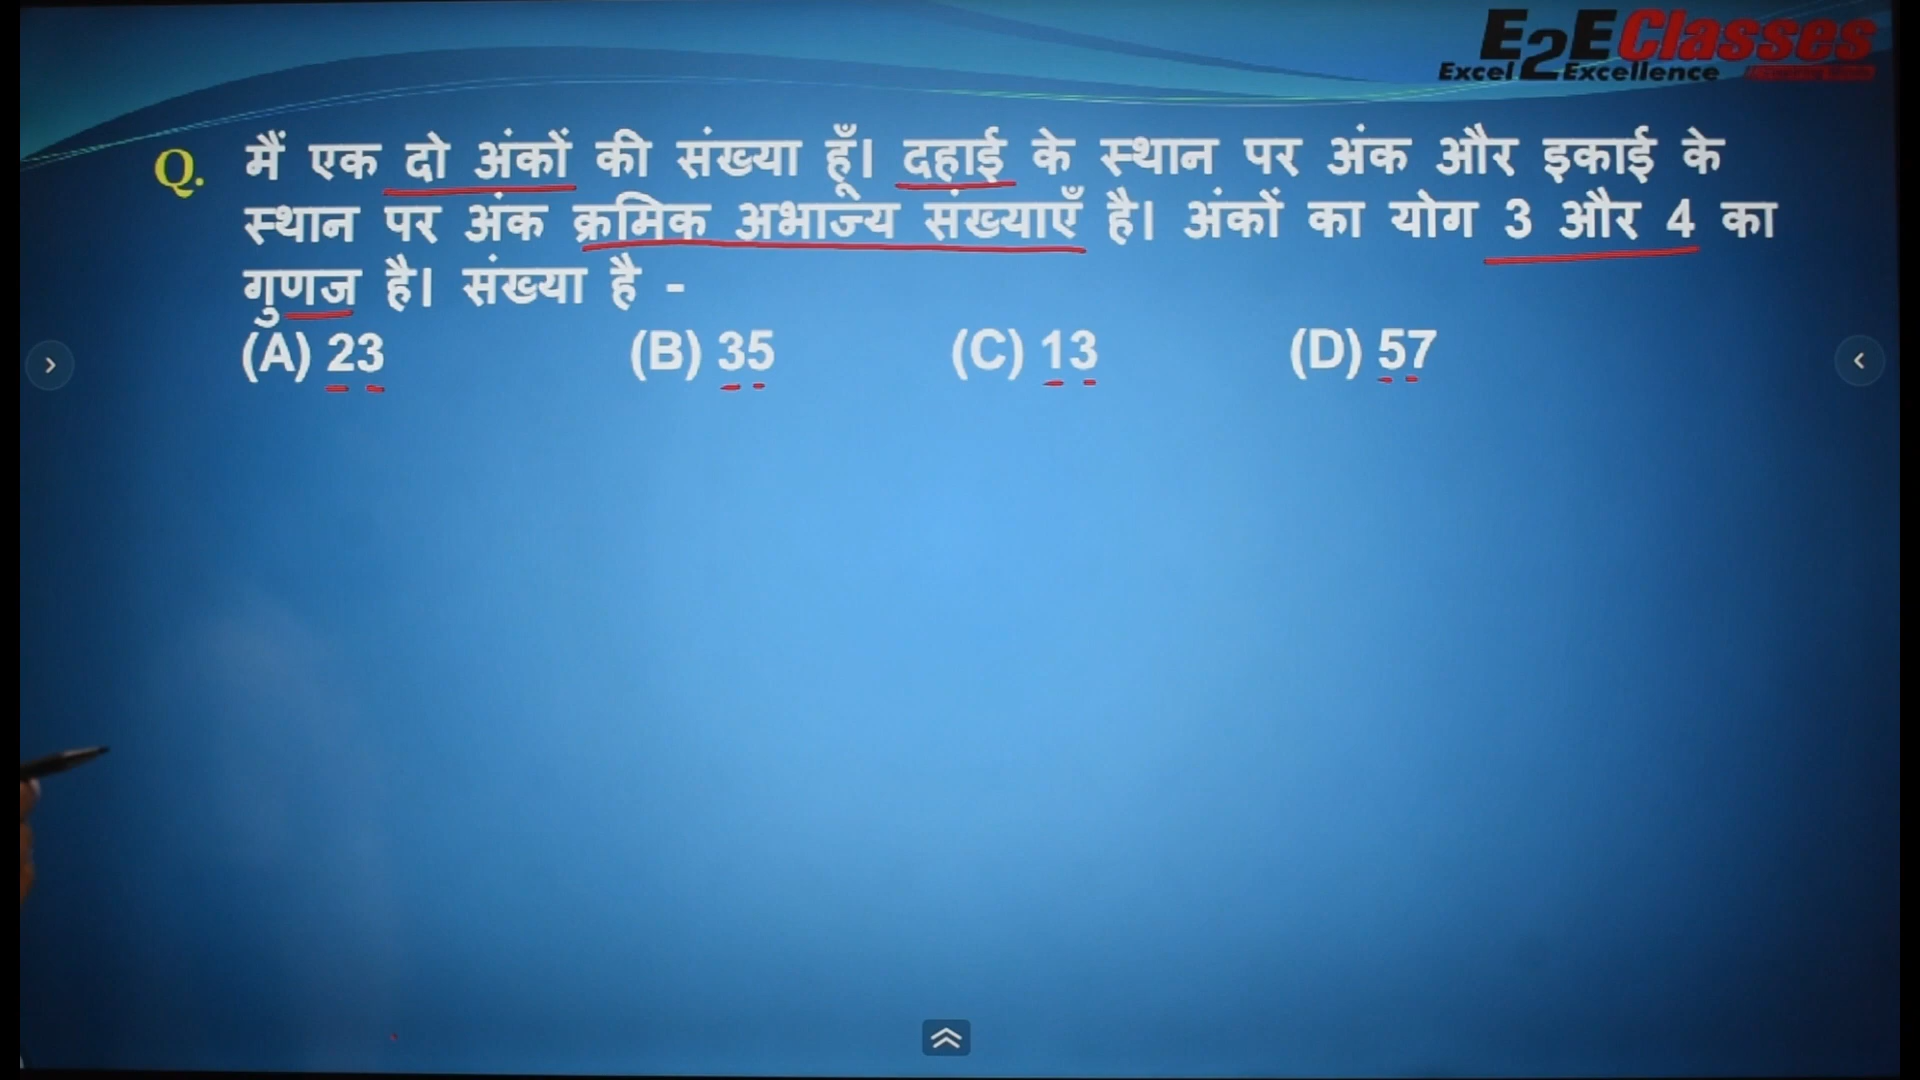 E2E Classes
Excel 2 Excellence
Q. मैं एक दो अंकों की संख्या हूँ। दहाई के स्थान पर अंक और इकाई के
स्थान पर अंक क्रमिक अभाज्य संख्याएँ है। अंकों का योग 3 और 4 का
गुणज है। संख्या है -
(A) 23 (B) 35 (C) 13 (D) 57